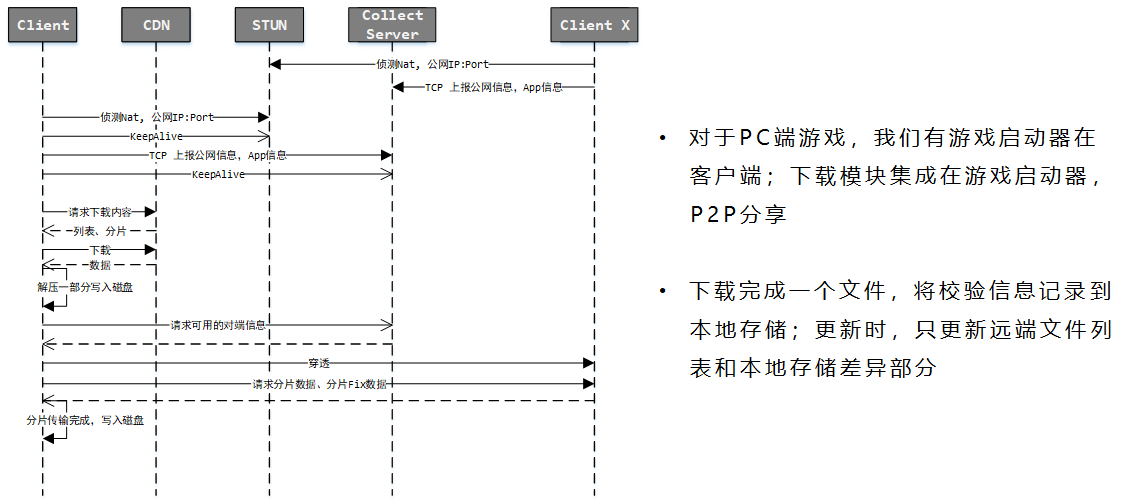 Client
CDN
STUN
Collect
Server
Client X
侦测Nat, 公网IP:Port
TCP 上报公网信息, App信息
侦测Nat, 公网IP:Port
KeepAlive
TCP 上报公网信息, App信息
KeepAlive
请求下载内容
列表、分片
下载
数据
解压一部分写入磁盘
请求可用的对端信息
穿透
请求分片数据、分片Fix数据
分片传输完成, 写入磁盘
• 对于PC端游戏，我们有游戏启动器在
客户端；下载模块集成在游戏启动器，
P2P分享
• 下载完成一个文件，将校验信息记录到
本地存储；更新时，只更新远端文件列
表和本地存储差异部分